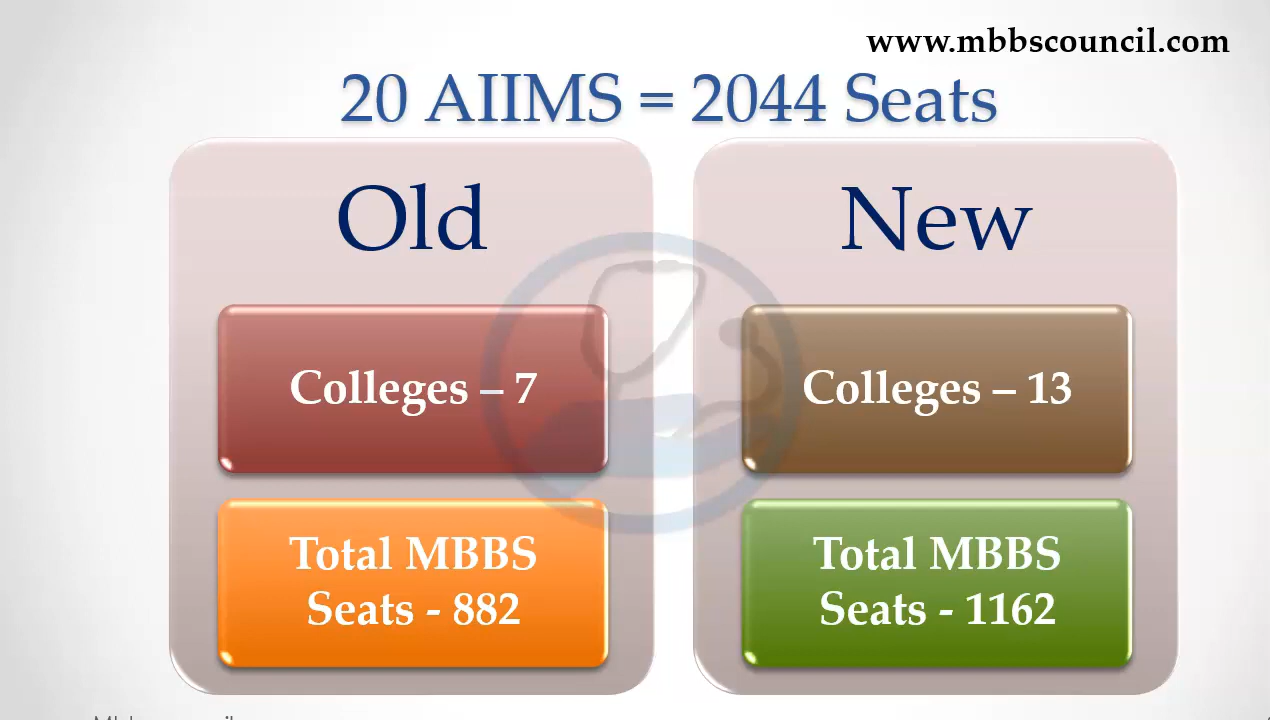 www.mbbscouncil.com
20 AIIMS = 2044 Seats
Old
New
Colleges – 7
Colleges – 13
Total MBBS
Seats - 882
Total MBBS
Seats - 1162